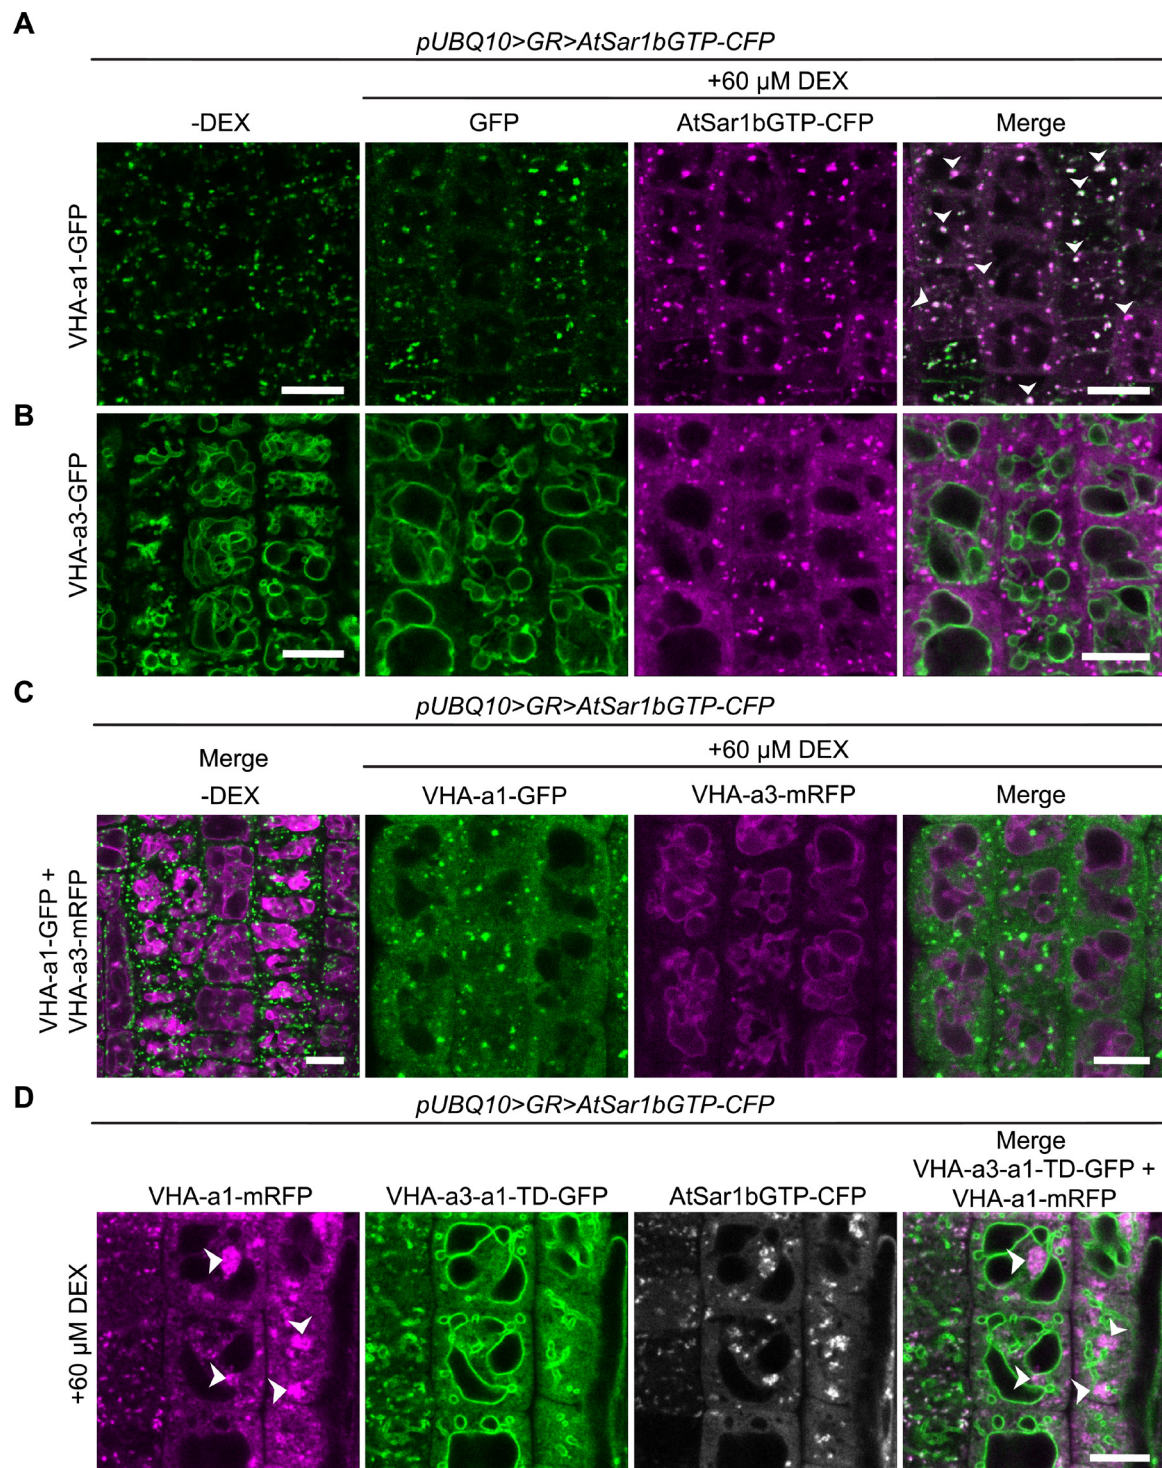 A
pUBQ10>GR>AtSar1bGTP-CFP
+60 µM DEX
-DEX
GFP
AtSar1bGTP-CFP
Merge
VHA-a1-GFP
B
VHA-a3-GFP
C
pUBQ10>GR>AtSar1bGTP-CFP
Merge
-DEX
+60 µM DEX
VHA-a1-GFP
VHA-a3-mRFP
Merge
VHA-a1-GFP +
VHA-a3-mRFP
D
pUBQ10>GR>AtSar1bGTP-CFP
VHA-a1-mRFP
VHA-a3-a1-TD-GFP
AtSar1bGTP-CFP
Merge
VHA-a3-a1-TD-GFP +
VHA-a1-mRFP
+60 µM DEX